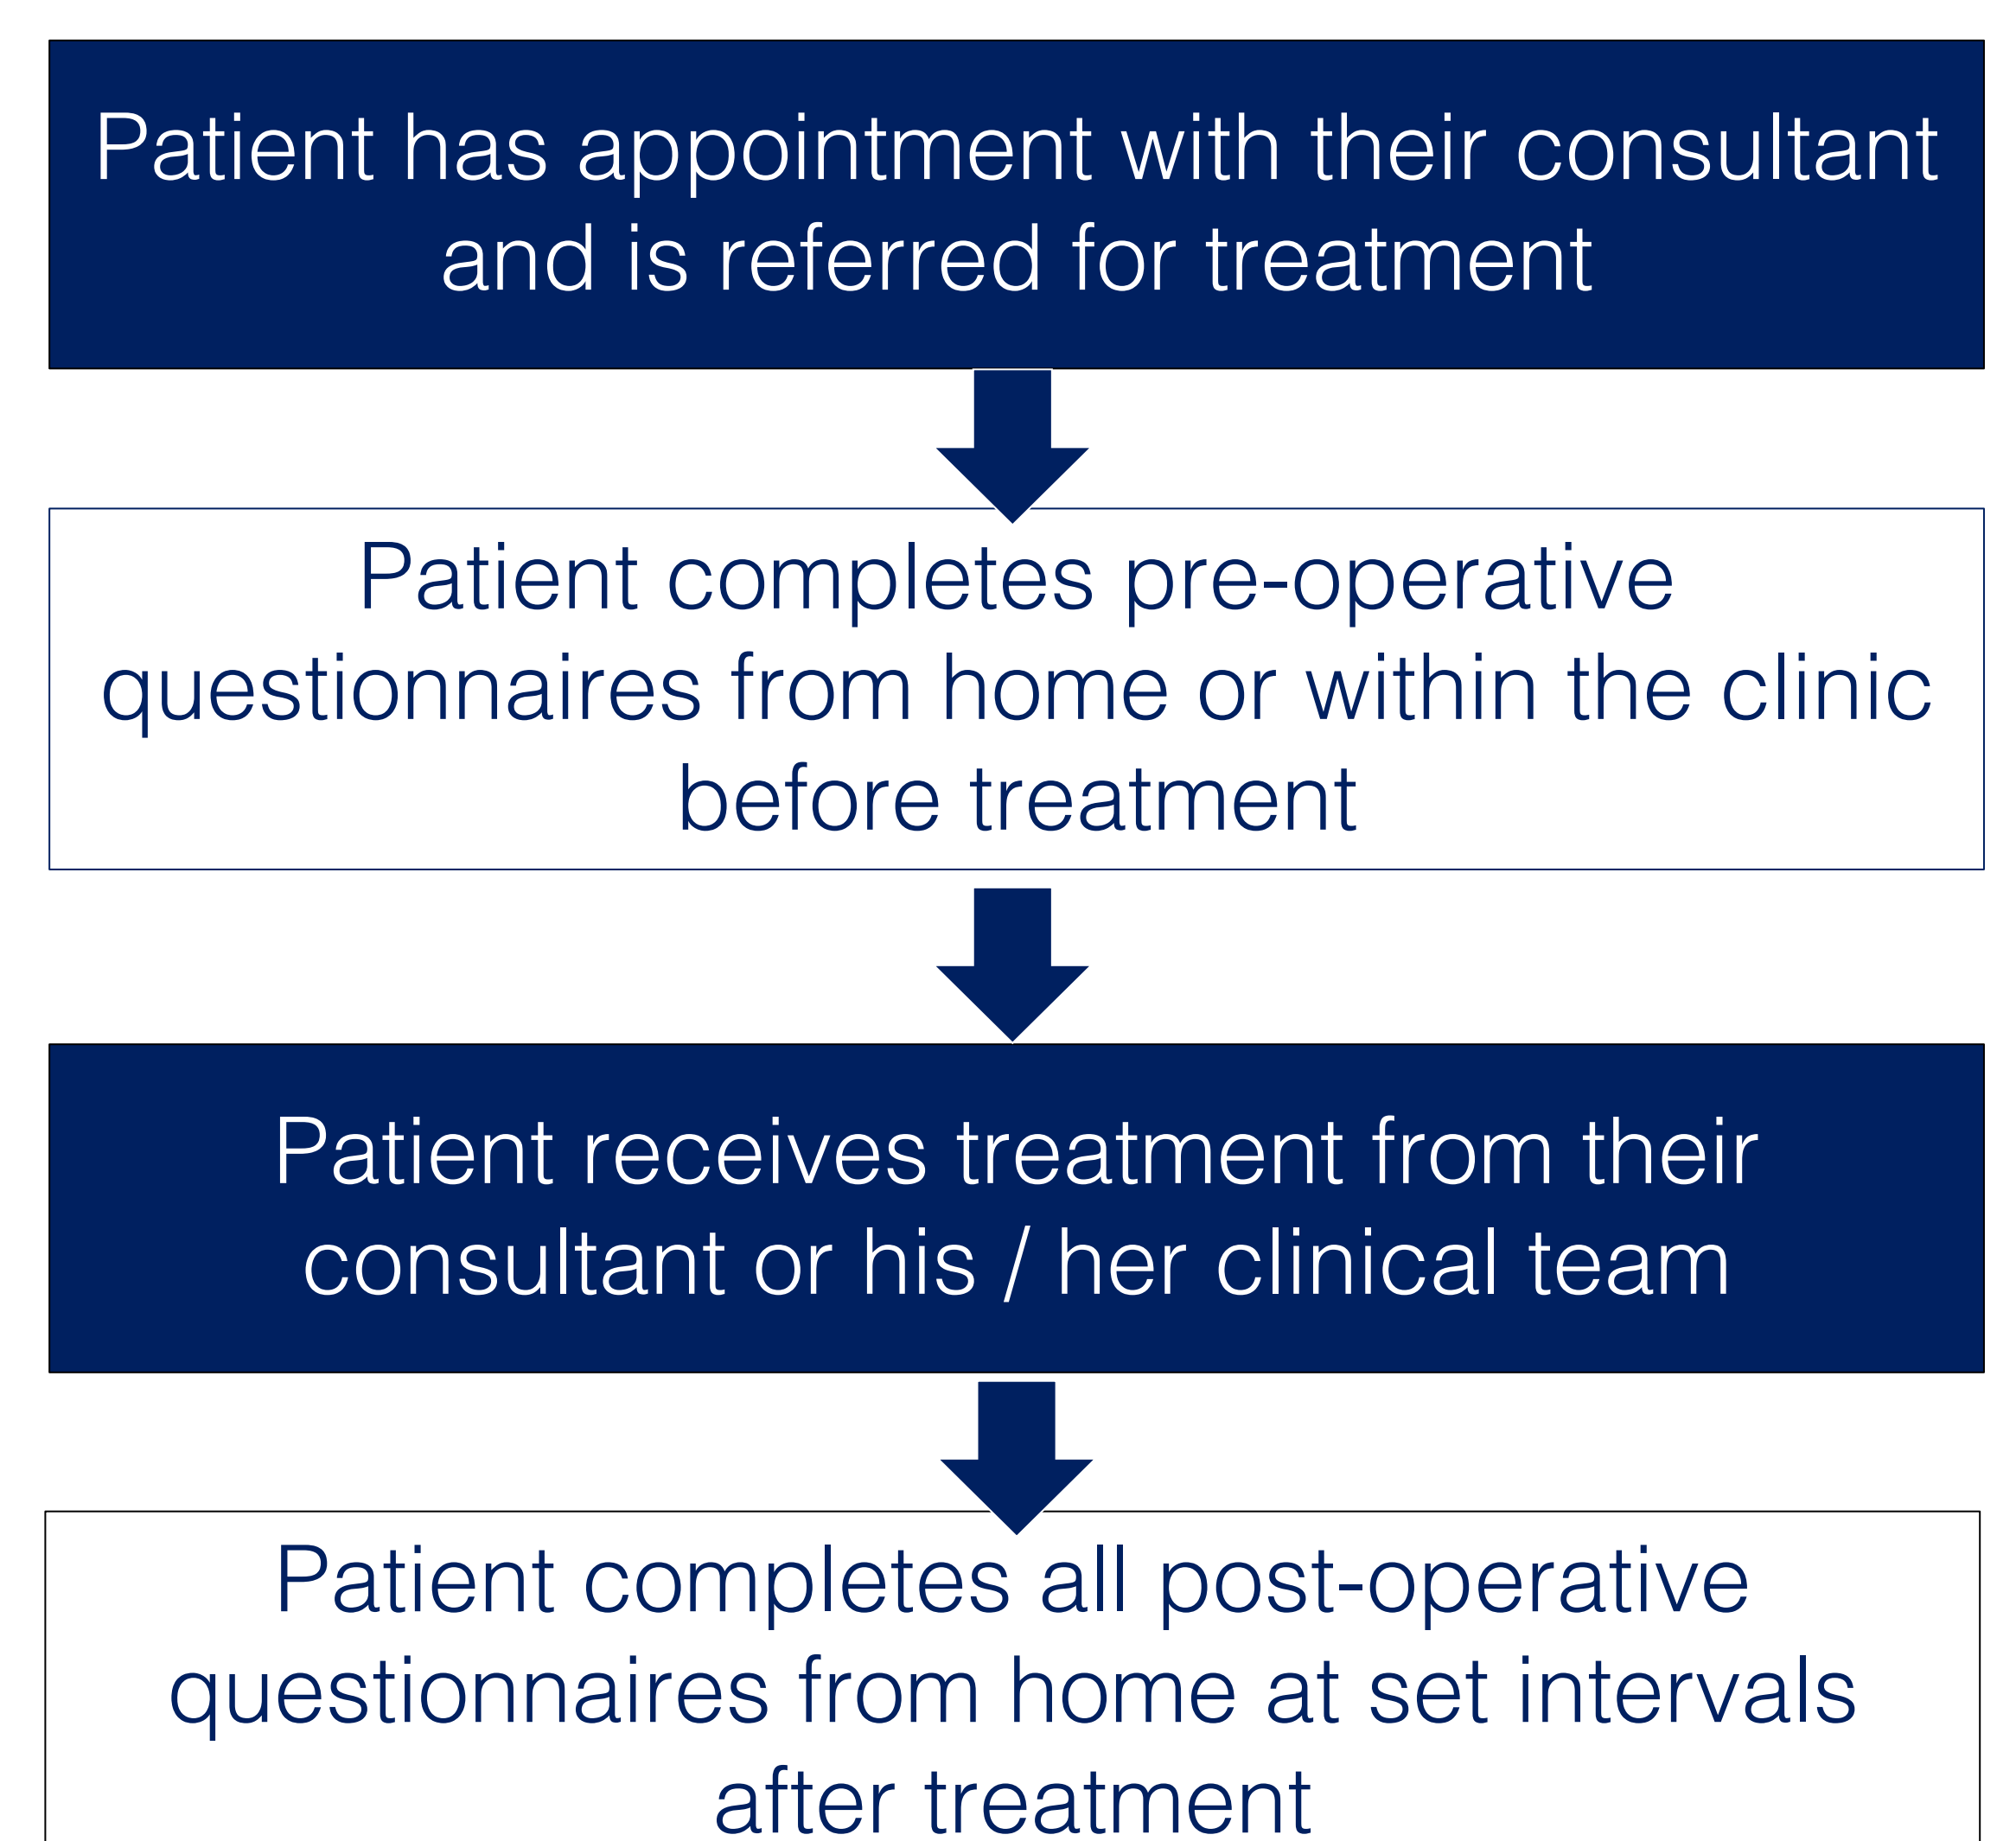 Patient has appointment with their consultant
and is referred for treatment
Patient completes pre-operative
questionnaires from home or within the clinic
before treatment
Patient receives treatment from their
consultant or his / her clinical team
Patient completes all post-operative
questionnaires from home at set intervals
after treatment